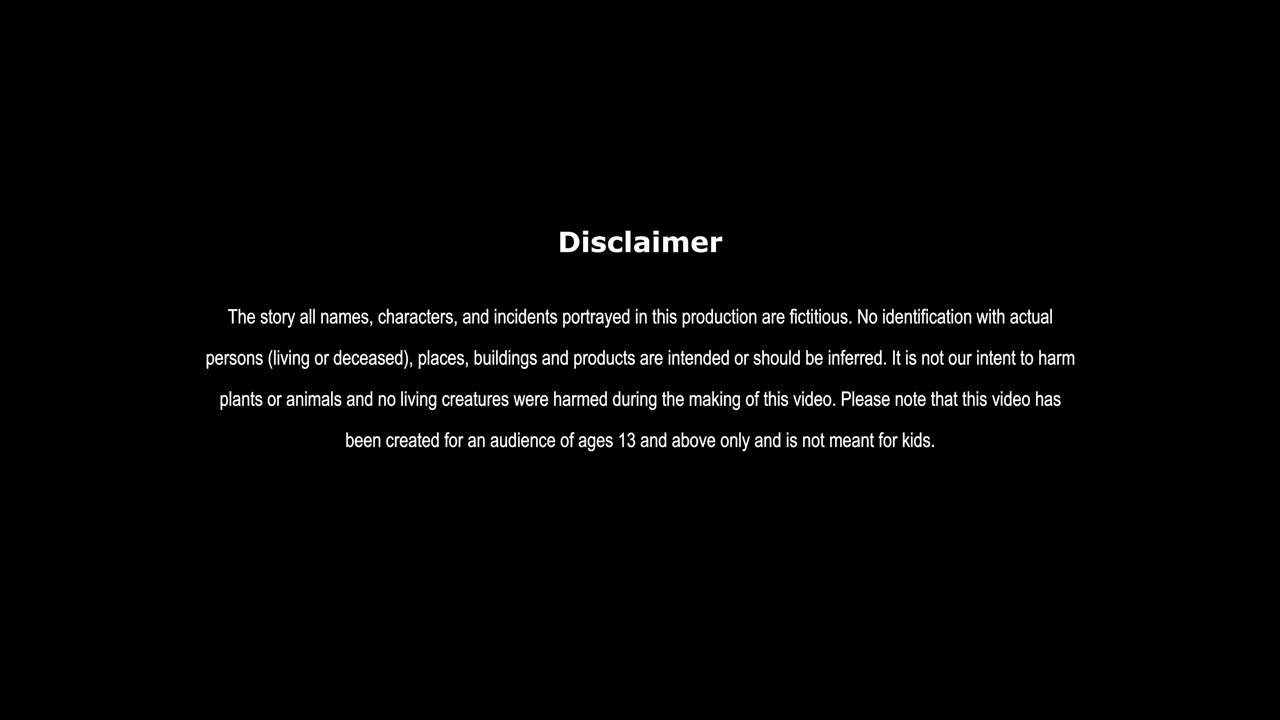 Disclaimer
The story all names, characters, and incidents portrayed in this production are fictitious. No identification with actual
persons (living or deceased), places, buildings and products are intended or should be inferred. It is not our intent to harm
plants or animals and no living creatures were harmed during the making of this video. Please note that this video has
been created for an audience of ages 13 and above only and is not meant for kids.